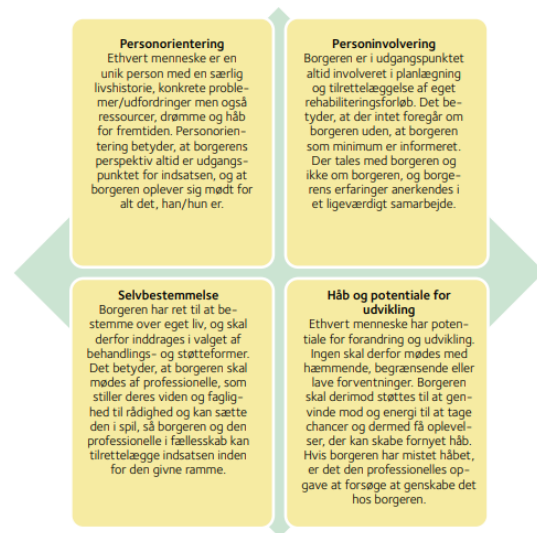 Personorientering
Ethvert menneske er en
unik person med en særlig
livshistorie, konkrete proble-
mer/udfordringer men også
ressourcer, drømme og håb
for fremtiden. Personorien-
tering betyder, at borgerens
perspektiv altid er udgangs-
punktet for indsatsen, og at
borgeren oplever sig mødt for
alt det, han/hun er.
Personinvolvering
Borgeren er i udgangspunktet
altid involveret i planlægning
og tilrettelæggelse af eget
rehabiliteringsforløb. Det be-
tyder, at der intet foregår om
borgeren uden, at borgeren
som minimum er informeret.
Der tales med borgeren og
ikke om borgeren, og borge-
rens erfaringer anerkendes i
et ligeværdigt samarbejde.
Selvbestemmelse
Borgeren har ret til at be-
stemme over eget liv, og skal
derfor inddrages i valget af
behandlings- og støtteformer.
Det betyder, at borgeren skal
mødes af professionelle, som
stiller deres viden og faglig-
hed til rådighed og kan sætte
den i spil, så borgeren og den
professionelle i fællesskab kan
tilrettelægge indsatsen inden
for den givne ramme.
Håb og potentiale for
udvikling
Ethvert menneske har poten-
tiale for forandring og udvikling.
Ingen skal derfor mødes med
hæmmende, begrænsende eller
lave forventninger. Borgeren
skal derimod støttes til at gen-
vinde mod og energi til at tage
chancer og dermed få oplevel-
ser, der kan skabe fornyet håb.
Hvis borgeren har mistet håbet,
er det den professionelles op-
gave at forsøge at genskabe det
hos borgeren.